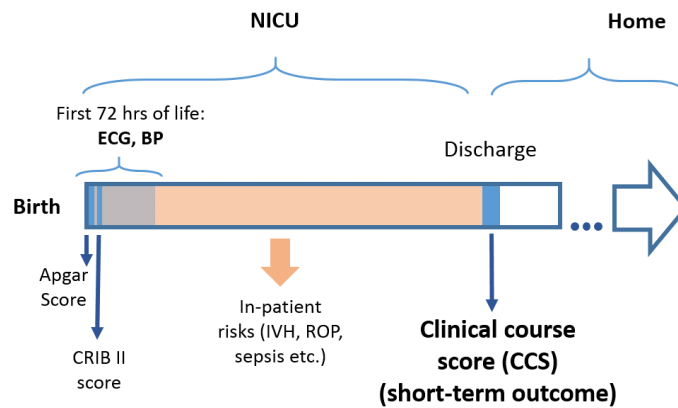 NICU
Home
First 72 hrs of life:
ECG, BP
Discharge
Birth
Apgar
Score
CRIB II
score
In-patient
risks (IVH, ROP,
sepsis etc.)
Clinical course
score (CCS)
(short-term outcome)